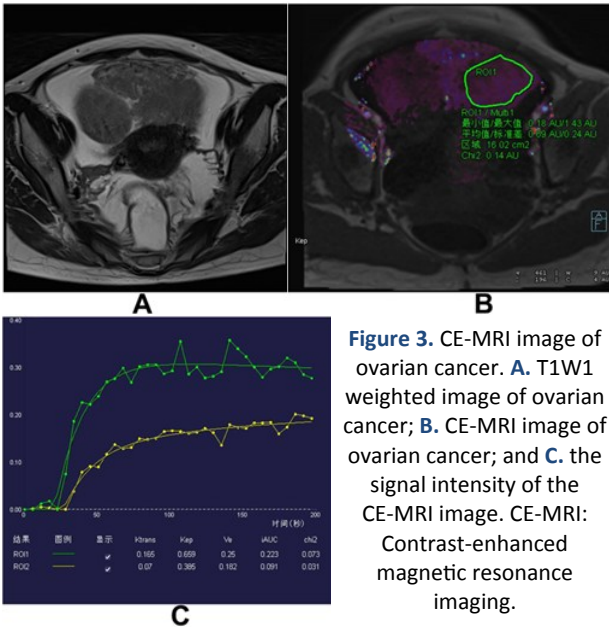 ROI1
ROI1 / Mub1
最小值/最大值 0.16 AU/1.43 AU
平均值/标准差 0.69 AU/0.24 AU
区域 16.02 cm2
Chi2 0.14 AU
Kep
A
B
0.40
0.30
0.20
0.10
0.00
0
50
100
150
200
时间(秒)
结果 图例 显示 Ktrans Kep Ve iAUC chi2
ROI1 0.165 0.659 0.25 0.223 0.073
ROI2 0.07 0.385 0.182 0.091 0.031
C
Figure 3. CE-MRI image of
ovarian cancer. A. T1W1
weighted image of ovarian
cancer; B. CE-MRI image of
ovarian cancer; and C. the
signal intensity of the
CE-MRI image. CE-MRI:
Contrast-enhanced
magnetic resonance
imaging.